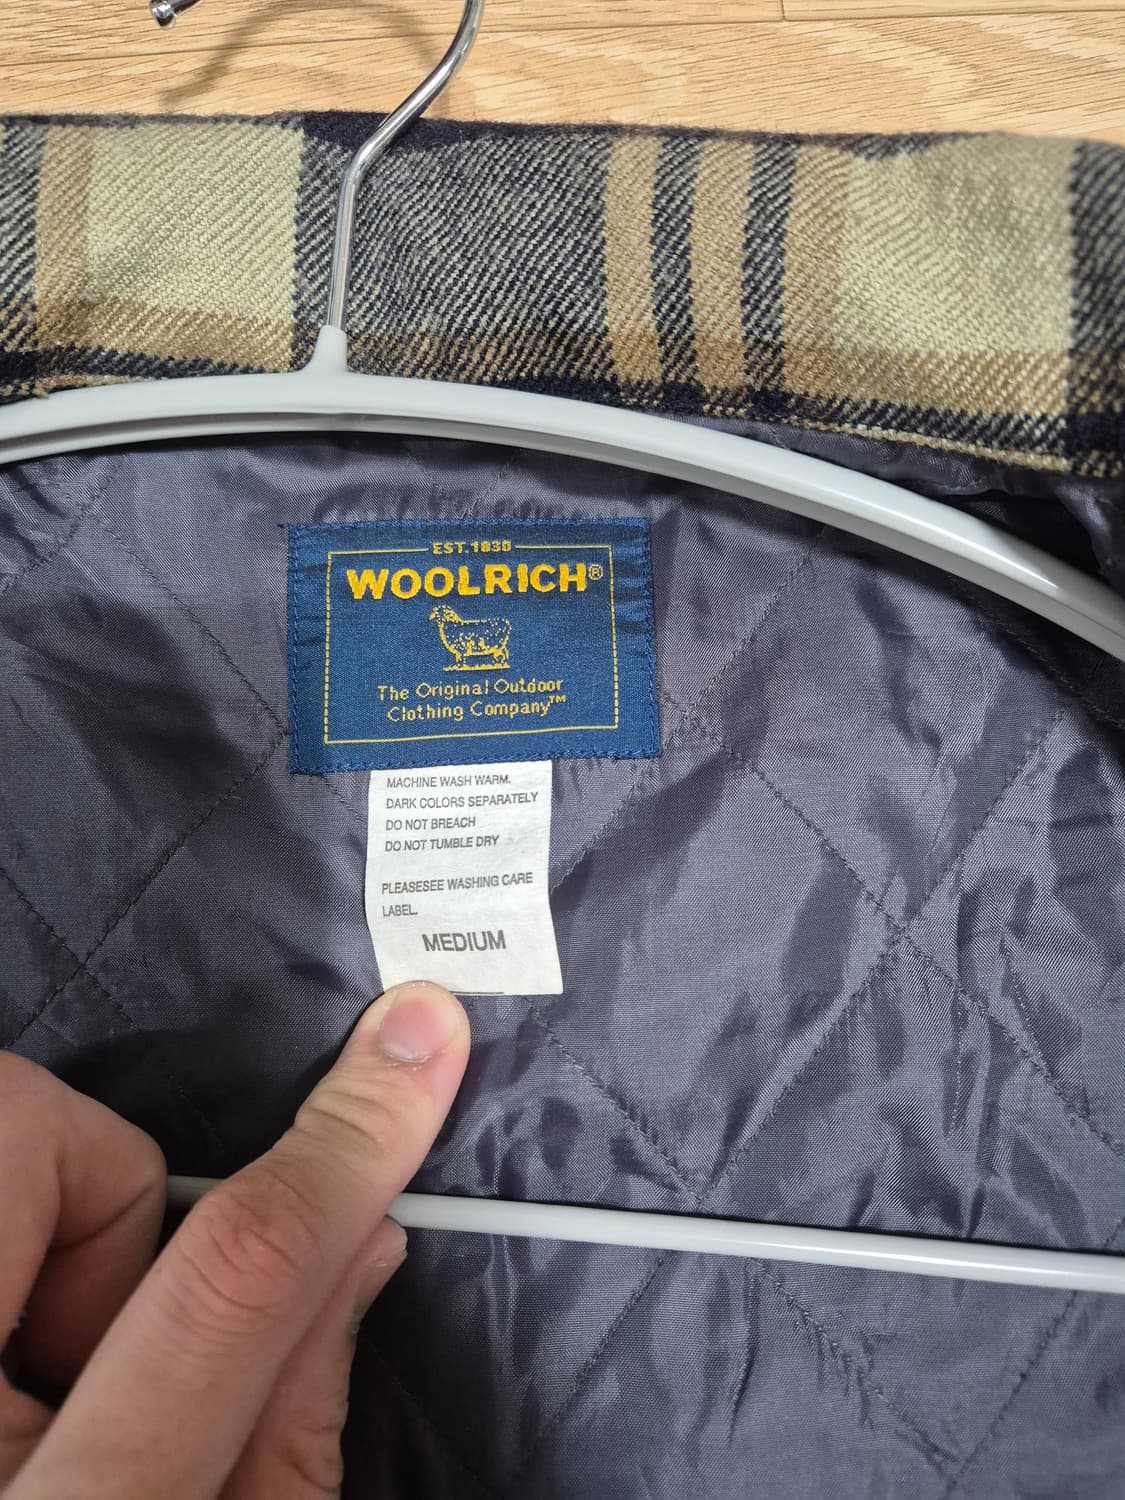 EST. 1830
WOOLRICH®
The Original Outdoor
Clothing Company™
MACHINE WASH WARM.
DARK COLORS SEPARATELY
DO NOT BREACH
DO NOT TUMBLE DRY
PLEASESEE WASHING CARE
LABEL.
MEDIUM